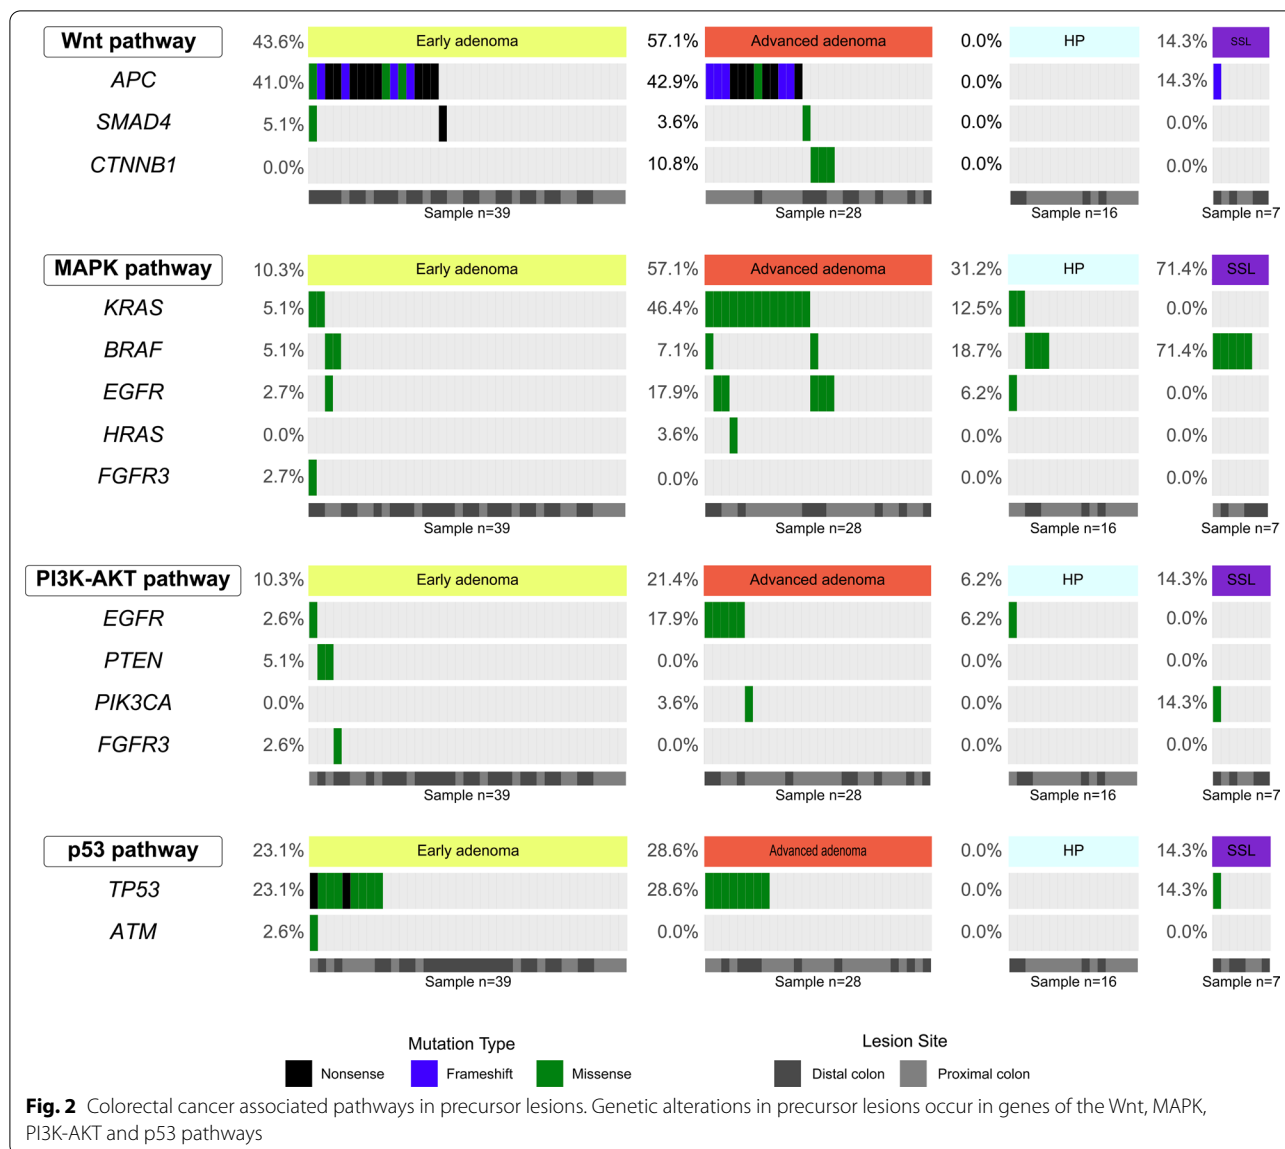 Wnt pathway 43.6% Early adenoma 57.1% Advanced adenoma 0.0% HP 14.3% SSL
APC 41.0% 42.9% 0.0% 14.3%
SMAD4 5.1% 3.6% 0.0% 0.0%
CTNNB1 0.0% 10.8% 0.0% 0.0%
Sample n=39 Sample n=28 Sample n=16 Sample n=7
MAPK pathway 10.3% Early adenoma 57.1% Advanced adenoma 31.2% HP 71.4% SSL
KRAS 5.1% 46.4% 12.5% 0.0%
BRAF 5.1% 7.1% 18.7% 71.4%
EGFR 2.7% 17.9% 6.2% 0.0%
HRAS 0.0% 3.6% 0.0% 0.0%
FGFR3 2.7% 0.0% 0.0% 0.0%
Sample n=39 Sample n=28 Sample n=16 Sample n=7
PI3K-AKT pathway 10.3% Early adenoma 21.4% Advanced adenoma 6.2% HP 14.3% SSL
EGFR 2.6% 17.9% 6.2% 0.0%
PTEN 5.1% 0.0% 0.0% 0.0%
PIK3CA 0.0% 3.6% 0.0% 14.3%
FGFR3 2.6% 0.0% 0.0% 0.0%
Sample n=39 Sample n=28 Sample n=16 Sample n=7
p53 pathway 23.1% Early adenoma 28.6% Advanced adenoma 0.0% HP 14.3% SSL
TP53 23.1% 28.6% 0.0% 14.3%
ATM 2.6% 0.0% 0.0% 0.0%
Sample n=39 Sample n=28 Sample n=16 Sample n=7
Mutation Type Lesion Site
Nonsense Frameshift Missense Distal colon Proximal colon
Fig. 2 Colorectal cancer associated pathways in precursor lesions. Genetic alterations in precursor lesions occur in genes of the Wnt, MAPK,
PI3K-AKT and p53 pathways